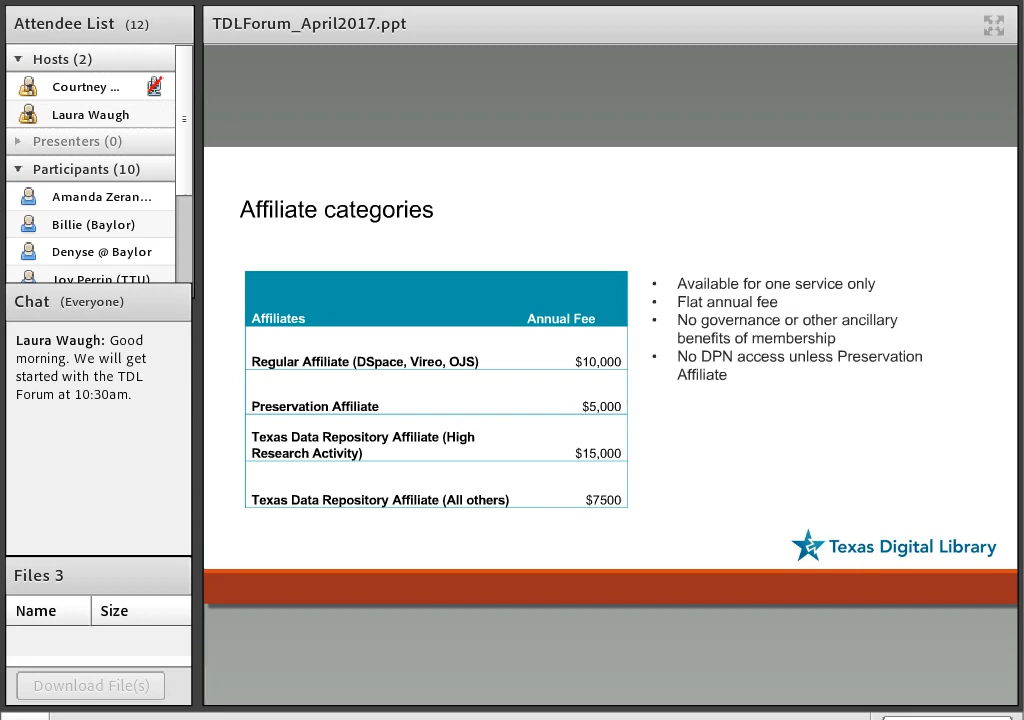 Attendee List (12)
Hosts (2)
Courtney ...
Laura Waugh
Presenters (0)
Participants (10)
Amanda Zeran...
Billie (Baylor)
Denyse @ Baylor
Joy Perrin (TTU)
Chat (Everyone)
Laura Waugh: Good
morning. We will get
started with the TDL
Forum at 10:30am.
Files 3
Name Size
Download File(s)
TDLForum_April2017.ppt
Affiliate categories
Affiliates Annual Fee
Regular Affiliate (DSpace, Vireo, OJS) $10,000
Preservation Affiliate $5,000
Texas Data Repository Affiliate (High
Research Activity) $15,000
Texas Data Repository Affiliate (All others) $7500
• Available for one service only
• Flat annual fee
• No governance or other ancillary
benefits of membership
• No DPN access unless Preservation
Affiliate
Texas Digital Library